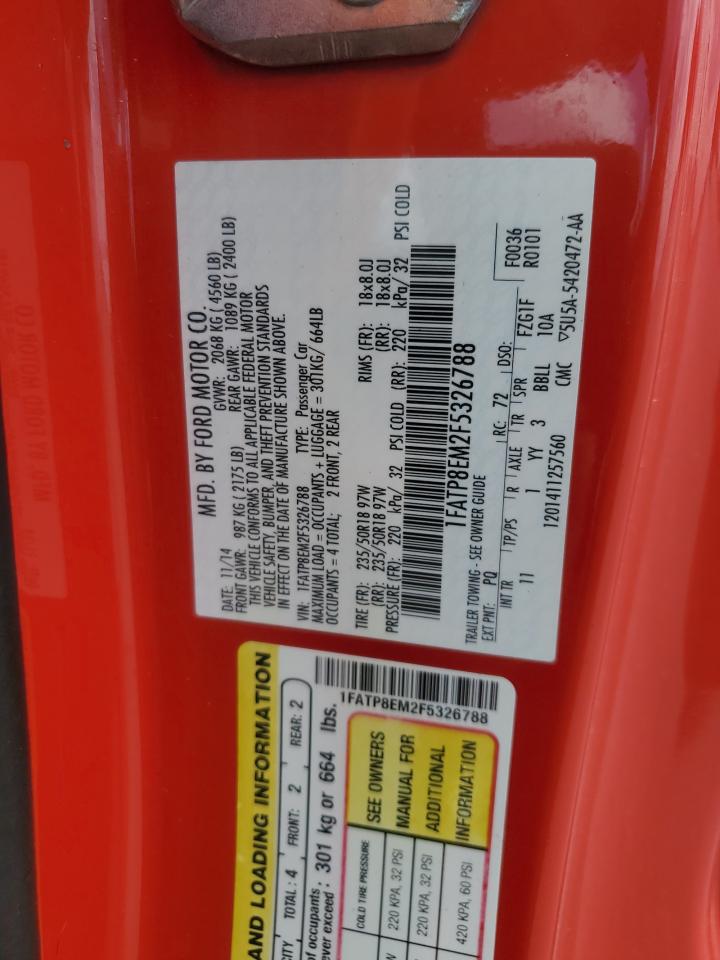 MFD. BY FORD MOTOR CO.
DATE: 11/14 GVWR: 2068 KG ( 4560 LB)
FRONT GAWR: 987 KG ( 2175 LB) REAR GAWR: 1089 KG ( 2400 LB)
THIS VEHICLE CONFORMS TO ALL APPLICABLE FEDERAL MOTOR
VEHICLE SAFETY, BUMPER, AND THEFT PREVENTION STANDARDS
IN EFFECT ON THE DATE OF MANUFACTURE SHOWN ABOVE.
VIN: 1FATP8EM2F5326788 TYPE: Passenger Car
MAXIMUM LOAD = OCCUPANTS + LUGGAGE = 301KG/ 664LB
OCCUPANTS = 4 TOTAL: 2 FRONT, 2 REAR
TIRE (FR): 235/50R18 97W RIMS (FR): 18x8.0J
(RR): 235/50R18 97W (RR): 18x8.0J
PRESSURE (FR): 220 kPa/ 32 PSI COLD (RR): 220 kPa/ 32 PSI COLD
1FATP8EM2F5326788
TRAILER TOWING - SEE OWNER GUIDE
EXT PNT: PQ RC: 72 DSO: F0036
INT TR TP/PS R AXLE TR SPR FZG1F R0101
11 1 YY 3 BBLL 10A
1201411257560 CMC ▽5U5A-5420472-AA
AND LOADING INFORMATION
CITY TOTAL: 4 FRONT: 2 REAR: 2
of occupants
ever exceed: 301 kg or 664 lbs.
1FATP8EM2F5326788
COLD TIRE PRESSURE
220 KPA, 32 PSI
220 KPA, 32 PSI
420 KPA, 60 PSI
SEE OWNERS
MANUAL FOR
ADDITIONAL
INFORMATION